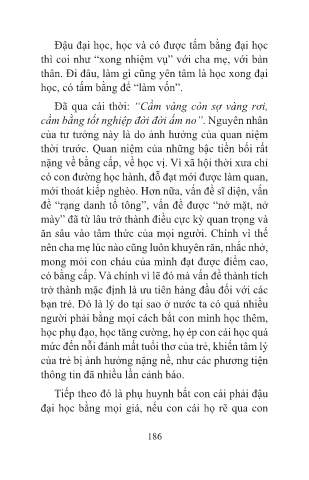 Đậu đại học, học và có được tấm bằng đại học
thì coi như “xong nhiệm vụ” với cha mẹ, với bản
thân. Đi đâu, làm gì cũng yên tâm là học xong đại
học, có tấm bằng để “làm vốn”.
Đã qua cái thời: “Cầm vàng còn sợ vàng rơi,
cầm bằng tốt nghiệp đời đời ấm no”. Nguyên nhân
của tư tưởng này là do ảnh hưởng của quan niệm
thời trước. Quan niệm của những bậc tiền bối rất
nặng về bằng cấp, về học vị. Vì xã hội thời xưa chỉ
có con đường học hành, đỗ đạt mới được làm quan,
mới thoát kiếp nghèo. Hơn nữa, vấn đề sĩ diện, vấn
đề “rạng danh tổ tông”, vấn đề được “nở mặt, nở
mày” đã từ lâu trở thành điều cực kỳ quan trọng và
ăn sâu vào tâm thức của mọi người. Chính vì thế
nên cha mẹ lúc nào cũng luôn khuyên răn, nhắc nhở,
mong mỏi con cháu của mình đạt được điểm cao,
có bằng cấp. Và chính vì lẽ đó mà vấn đề thành tích
trở thành mặc định là ưu tiên hàng đầu đối với các
bạn trẻ. Đó là lý do tại sao ở nước ta có quá nhiều
người phải bằng mọi cách bắt con mình học thêm,
học phụ đạo, học tăng cường, họ ép con cái học quá
mức đến nỗi đánh mất tuổi thơ của trẻ, khiến tâm lý
của trẻ bị ảnh hưởng nặng nề, như các phương tiện
thông tin đã nhiều lần cảnh báo.
Tiếp theo đó là phụ huynh bắt con cái phải đậu
đại học bằng mọi giá, nếu con cái họ rẽ qua con
186